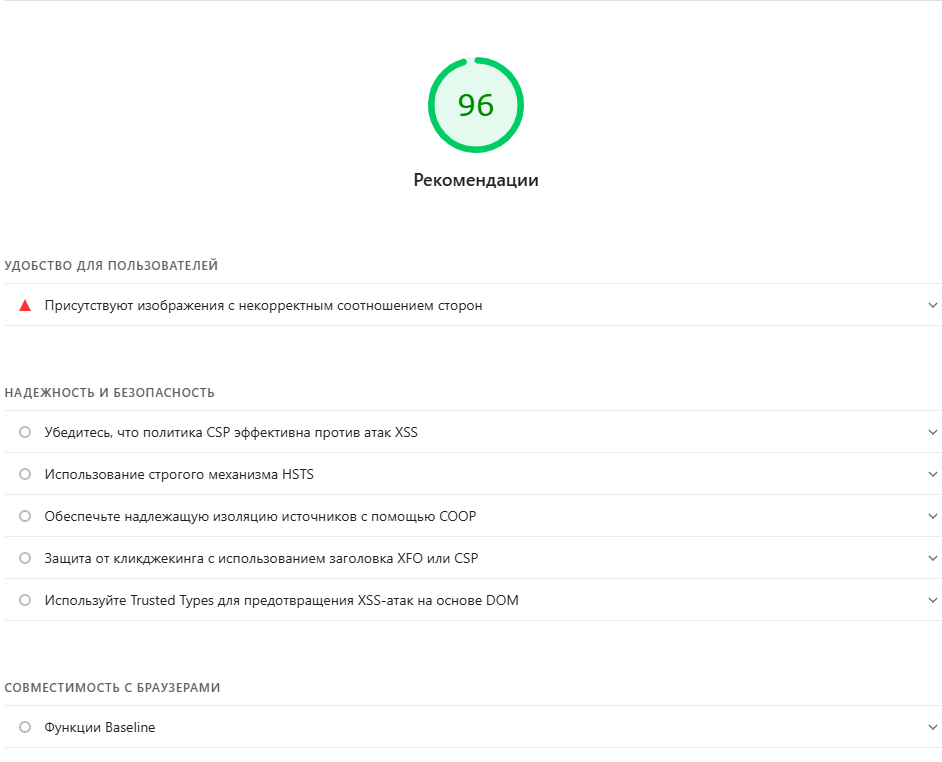 96
Рекомендации
УДОБСТВО ДЛЯ ПОЛЬЗОВАТЕЛЕЙ
Присутствуют изображения с некорректным соотношением сторон
НАДЕЖНОСТЬ И БЕЗОПАСНОСТЬ
Убедитесь, что политика CSP эффективна против атак XSS
Использование строгого механизма HSTS
Обеспечьте надлежащую изоляцию источников с помощью COOP
Защита от кликджекинга с использованием заголовка XFO или CSP
Используйте Trusted Types для предотвращения XSS-атак на основе DOM
СОВМЕСТИМОСТЬ С БРАУЗЕРАМИ
Функции Baseline